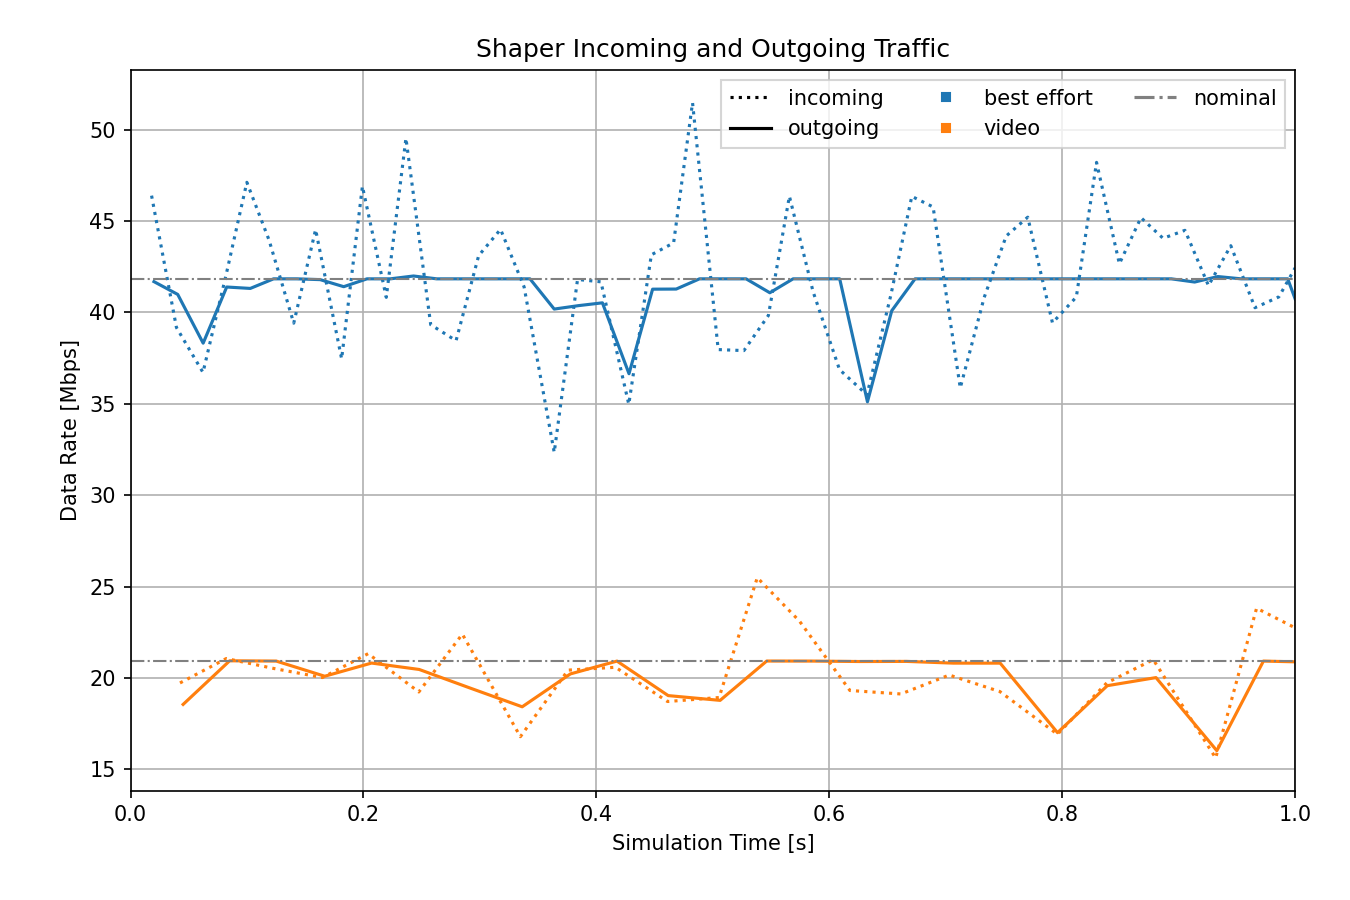 Shaper Incoming and Outgoing Traffic
incoming best effort nominal
outgoing video
50
45
40
35
30
25
20
15
Data Rate [Mbps]
0.0 0.2 0.4 0.6 0.8 1.0
Simulation Time [s]